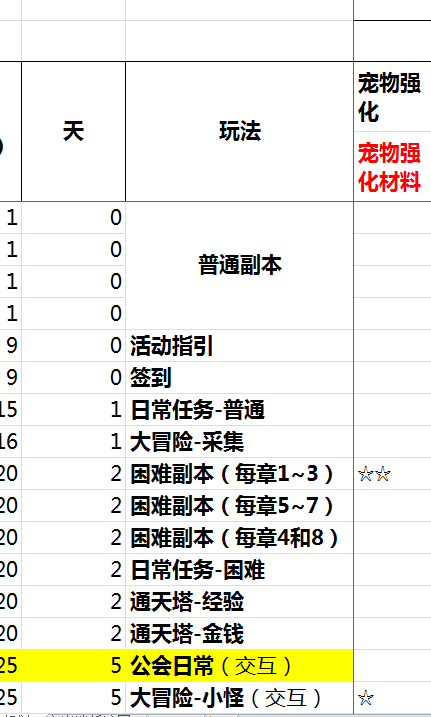 天 玩法 宠物强化
宠物强化材料
1 0 普通副本
1 0
1 0
1 0
9 0 活动指引
9 0 签到
15 1 日常任务-普通
16 1 大冒险-采集
20 2 困难副本（每章1~3） ☆☆
20 2 困难副本（每章5~7）
20 2 困难副本（每章4和8）
20 2 日常任务-困难
20 2 通天塔-经验
20 2 通天塔-金钱
25 5 公会日常（交互）
25 5 大冒险-小怪（交互） ☆